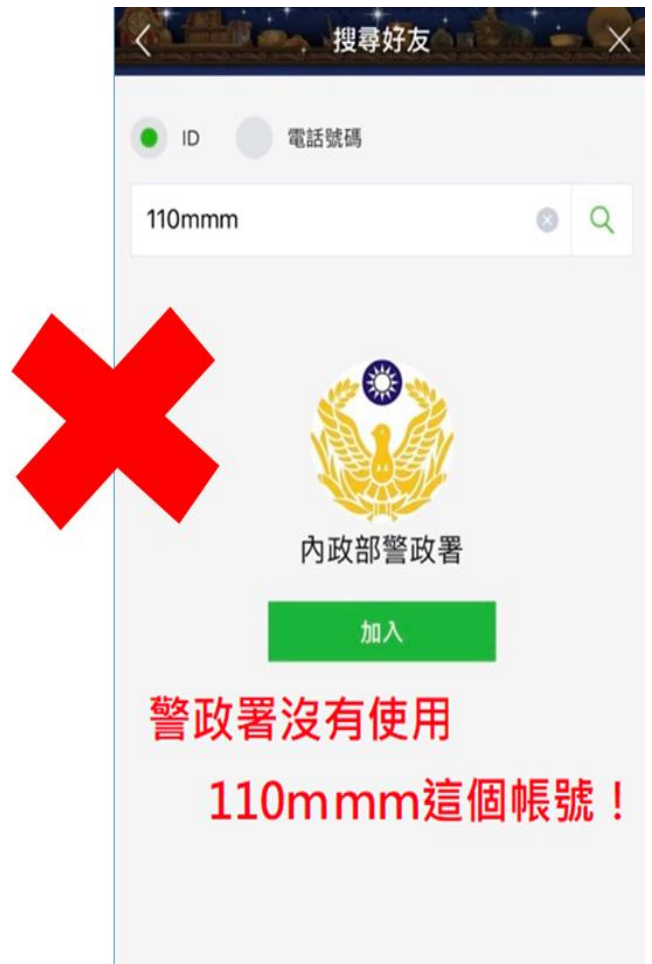 搜尋好友
ID 電話號碼
110mmm
內政部警政署
加入
警政署沒有使用
110mmm這個帳號！